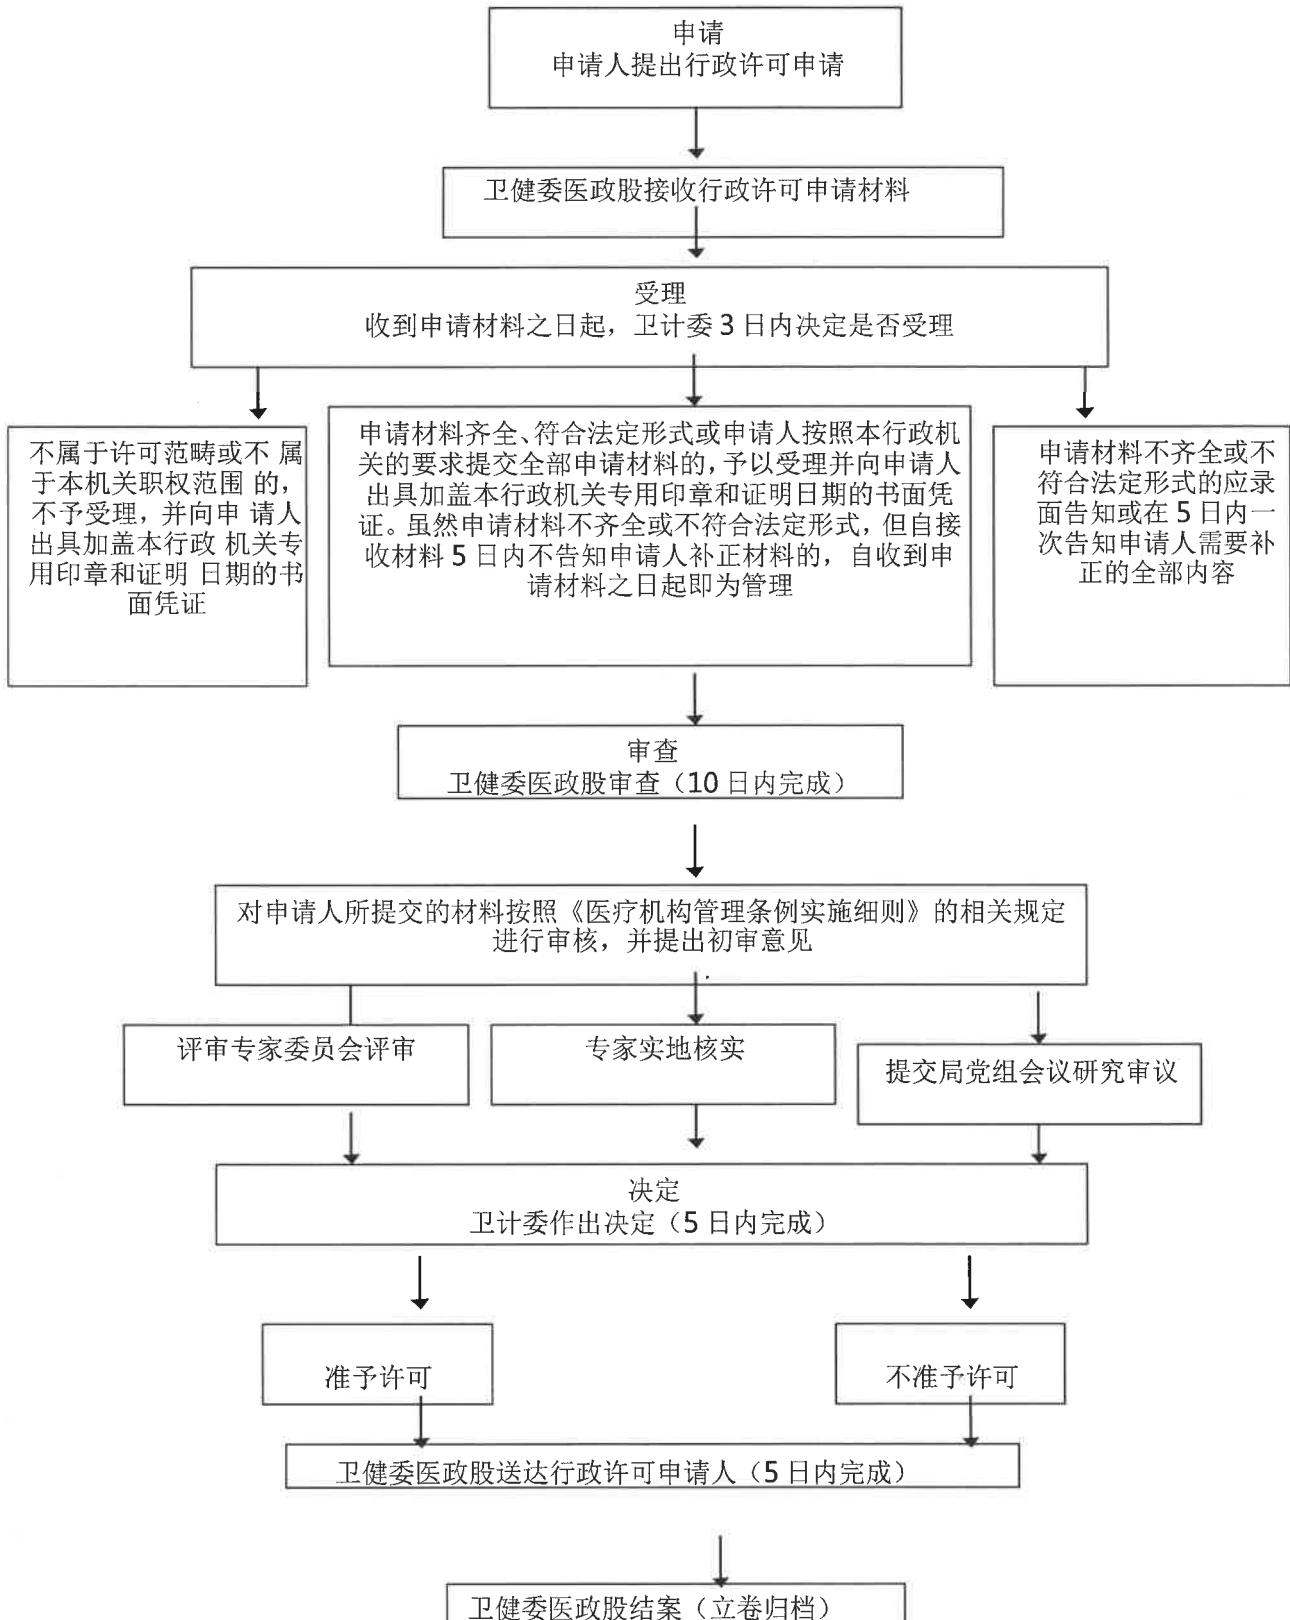 申请
申请人提出行政许可申请
卫健委医政股接收行政许可申请材料
受理
收到申请材料之日起，卫计委 3 日内决定是否受理
不属于许可范畴或不 属
于本机关职权范围 的，
不予受理，并向申 请人
出具加盖本行政 机关专
用印章和证明 日期的书
面凭证
申请材料齐全、符合法定形式或申请人按照本行政机
关的要求提交全部申请材料的，予以受理并向申请人
出具加盖本行政机关专用印章和证明日期的书面凭
证。虽然申请材料不齐全或不符合法定形式，但自接
收材料 5 日内不告知申请人补正材料的，自收到申
请材料之日起即为管理
申请材料不齐全或不
符合法定形式的应录
面告知或在 5 日内一
次告知申请人需要补
正的全部内容
审查
卫健委医政股审查（10 日内完成）
对申请人所提交的材料按照《医疗机构管理条例实施细则》的相关规定
进行审核，并提出初审意见
评审专家委员会评审
专家实地核实
提交局党组会议研究审议
决定
卫计委作出决定（5 日内完成）
准予许可
不准予许可
卫健委医政股送达行政许可申请人（5 日内完成）
卫健委医政股结案（立卷归档）